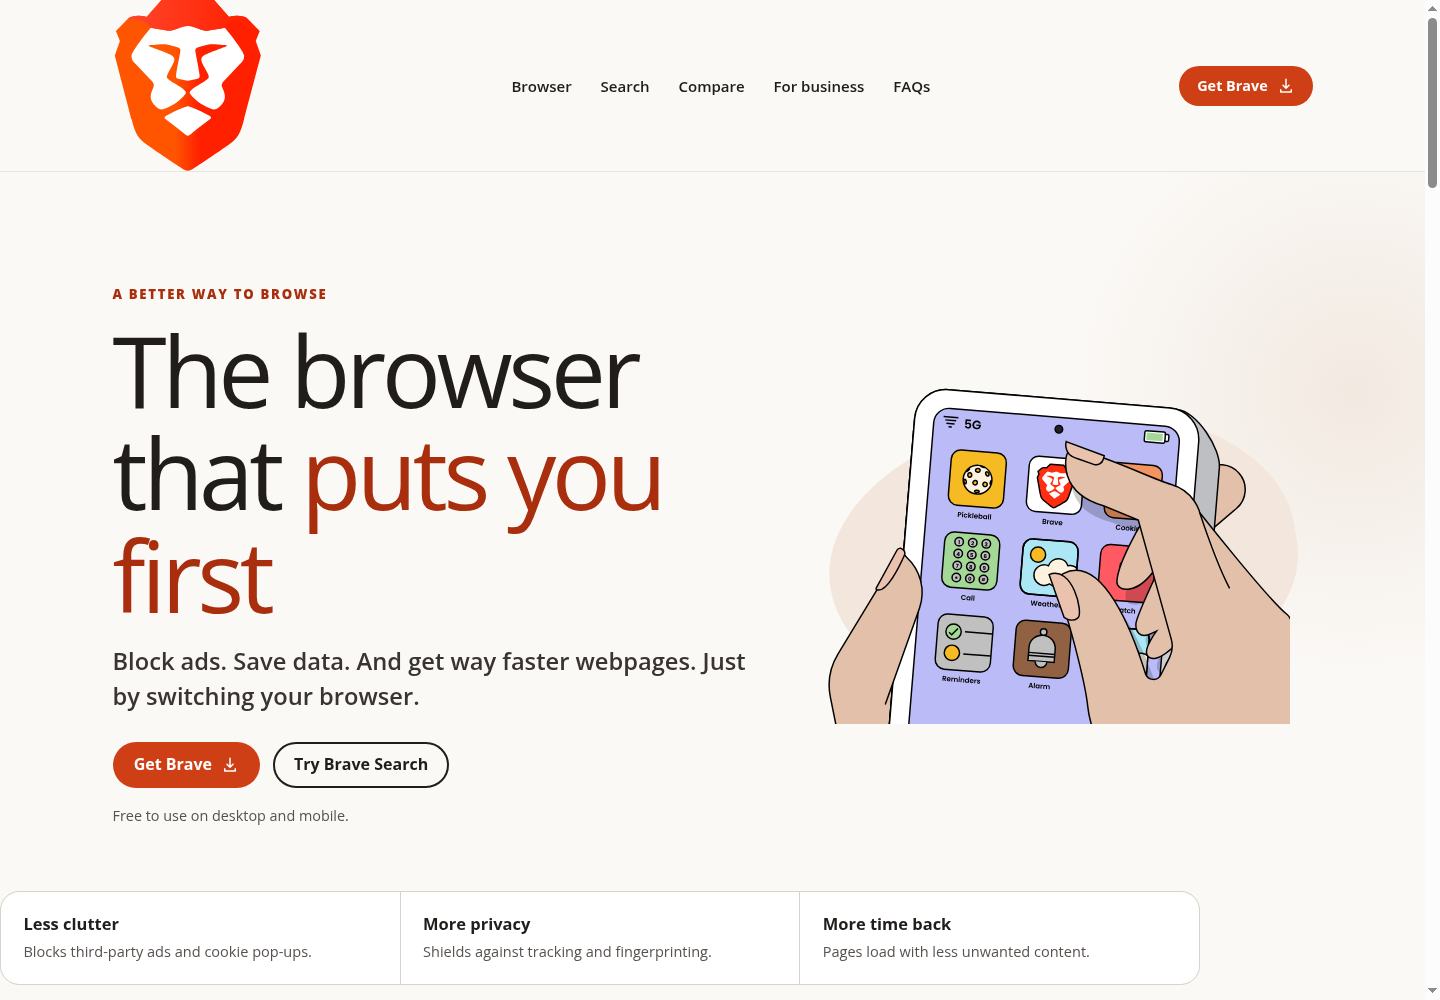 Browser Search Compare For business FAQs
Get Brave
A BETTER WAY TO BROWSE
The browser
that puts you
first
Block ads. Save data. And get way faster webpages. Just
by switching your browser.
Get Brave
Try Brave Search
Free to use on desktop and mobile.
5G
Pickleball
Brave
Call
Reminders
Alarm
Less clutter
Blocks third-party ads and cookie pop-ups.
More privacy
Shields against tracking and fingerprinting.
More time back
Pages load with less unwanted content.